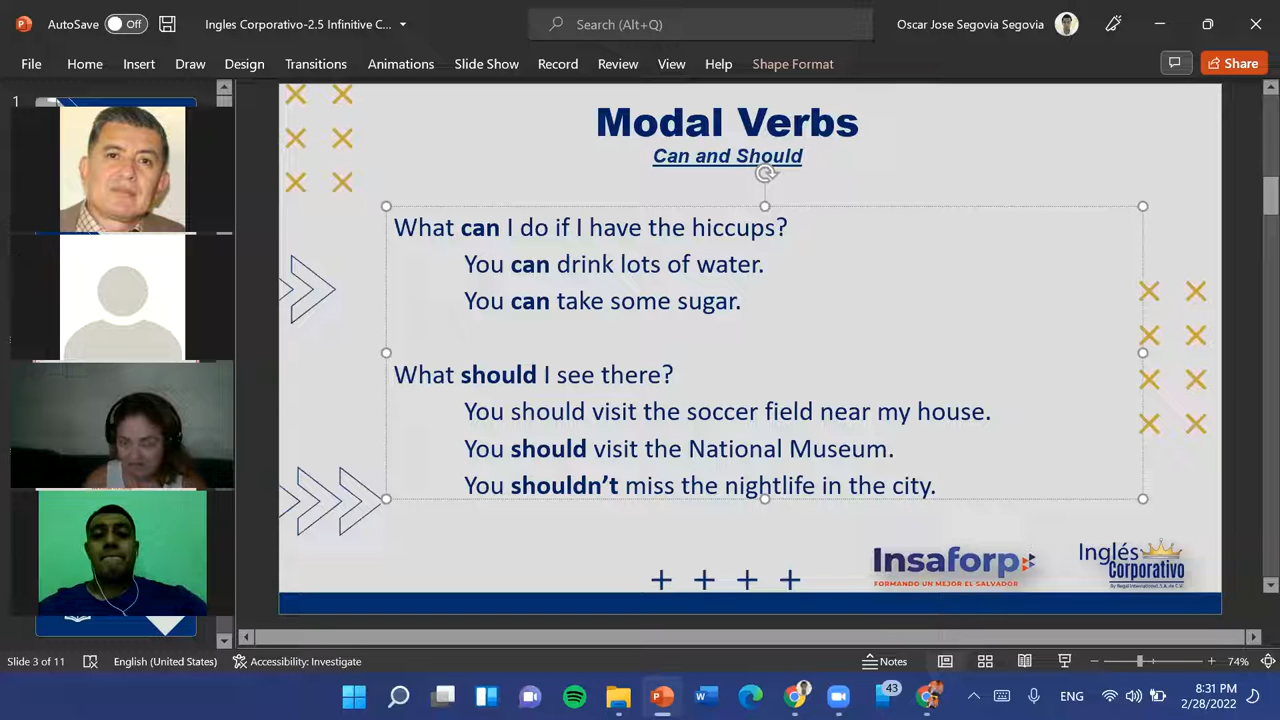 AutoSave Off Ingles Corporativo-2.5 Infinitive C... Search (Alt+Q) Oscar Jose Segovia Segovia
File Home Insert Draw Design Transitions Animations Slide Show Record Review View Help Shape Format Share
1
Modal Verbs
Can and Should
What can I do if I have the hiccups?
You can drink lots of water.
You can take some sugar.
What should I see there?
You should visit the soccer field near my house.
You should visit the National Museum.
You shouldn't miss the nightlife in the city.
Insaforp
FORMANDO UN MEJOR EL SALVADOR
Inglés
Corporativo
By Regal International, S.A. de C.V.
Slide 3 of 11 English (United States) Accessibility: Investigate Notes 74%
43 ENG 8:31 PM
2/28/2022